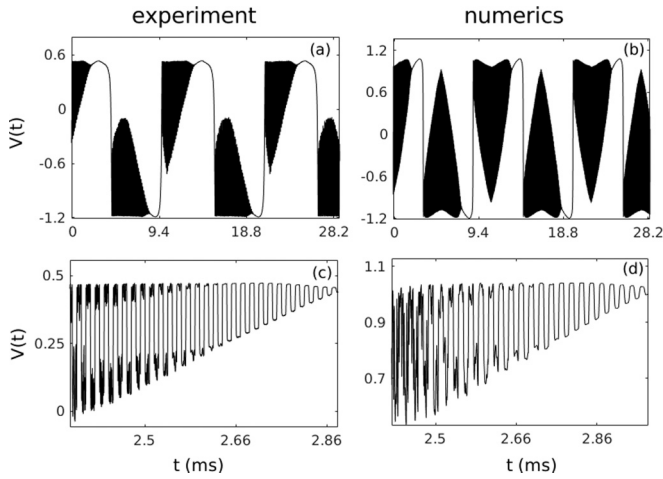 experiment numerics
(a) (b)
0.6 1.2
0 0.6
-0.6 0
-1.2 -0.6
-1.2
V(t)
0 9.4 18.8 28.2 0 9.4 18.8 28.2
(c) (d)
0.5 1.1
0.25 0.9
0 0.7
V(t)
2.5 2.66 2.86 2.5 2.66 2.86
t (ms) t (ms)